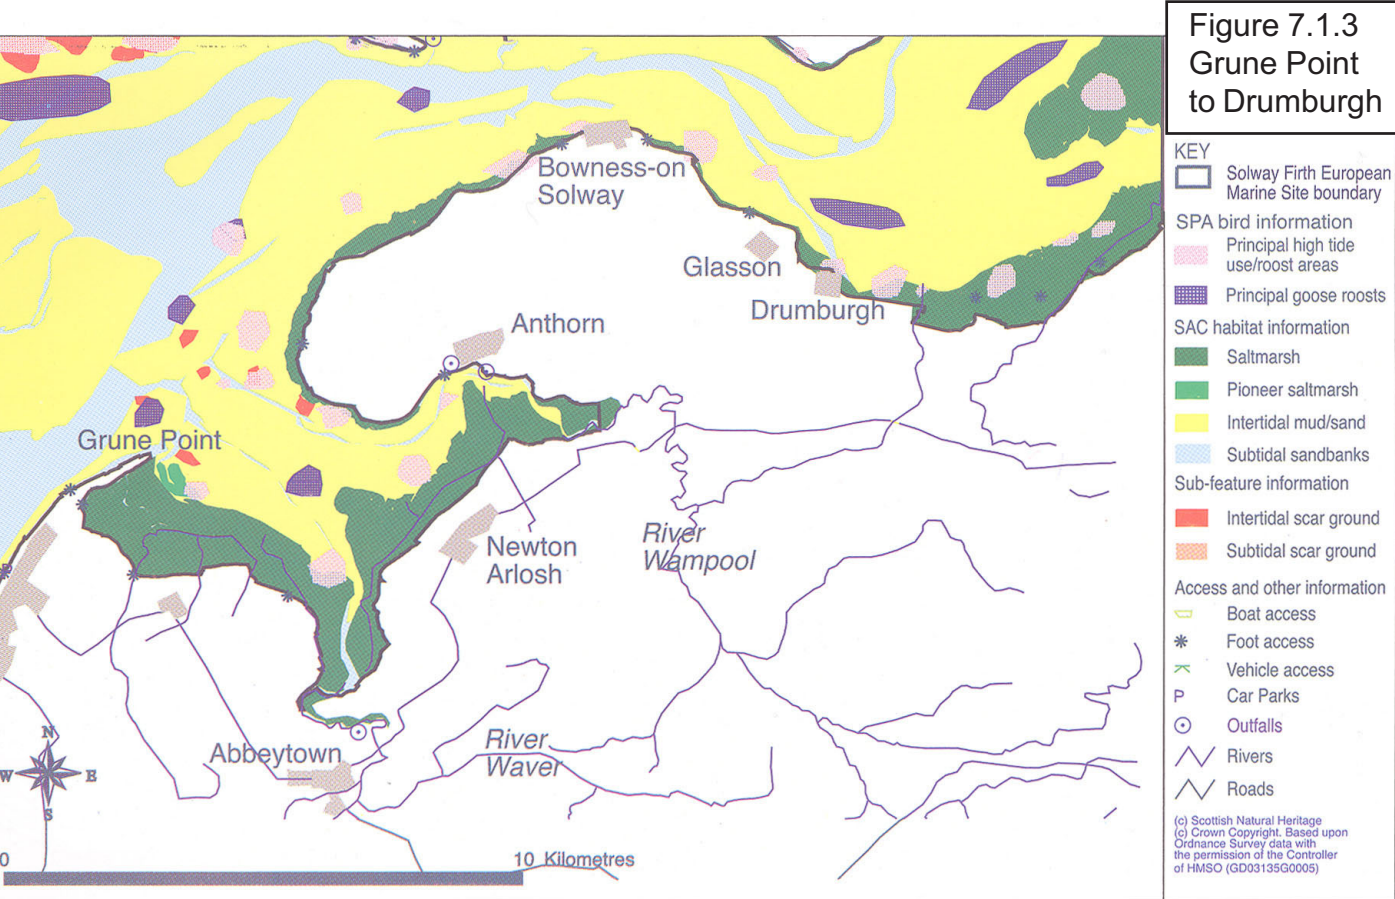 Figure 7.1.3
Grune Point
to Drumburgh
KEY
Solway Firth European
Marine Site boundary
SPA bird information
Principal high tide
use/roost areas
Principal goose roosts
SAC habitat information
Saltmarsh
Pioneer saltmarsh
Intertidal mud/sand
Subtidal sandbanks
Sub-feature information
Intertidal scar ground
Subtidal scar ground
Access and other information
Boat access
Foot access
Vehicle access
P
Car Parks
Outfalls
Rivers
Roads
(c) Scottish Natural Heritage
(c) Crown Copyright. Based upon
Ordnance Survey data with
the permission of the Controller
of HMSO (GD03135G0005)
Bowness-on
Solway
Glasson
Drumburgh
Anthorn
Grune Point
River
Wampool
Newton
Arlosh
P
Abbeytown
River
Waver
N
W
E
S
0
10 Kilometres